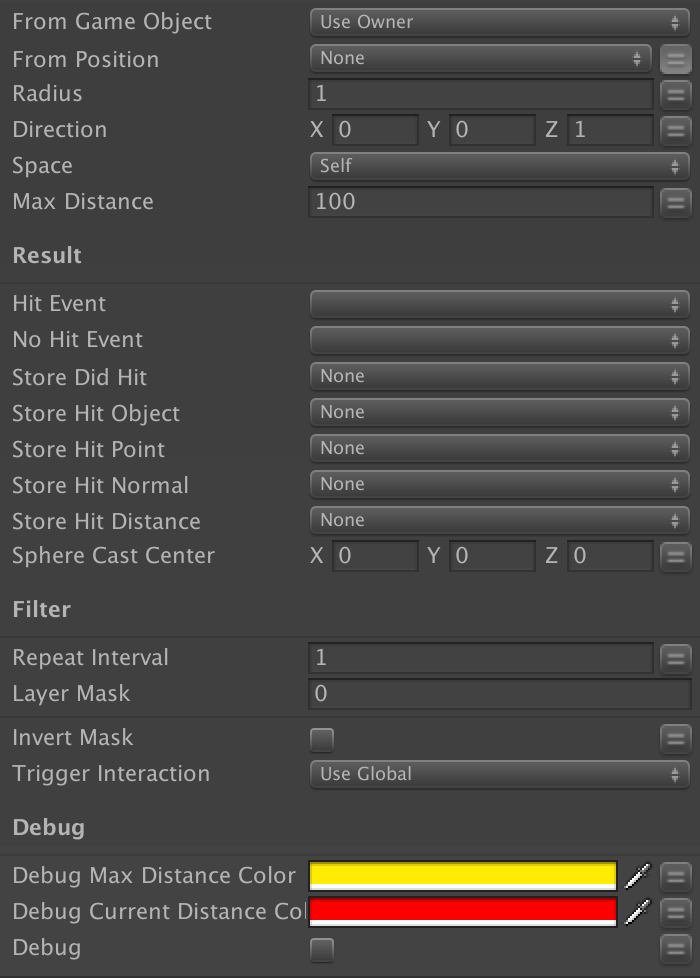 From Game Object Use Owner
From Position None
Radius 1
Direction X 0 Y 0 Z 1
Space Self
Max Distance 100
Result
Hit Event
No Hit Event
Store Did Hit None
Store Hit Object None
Store Hit Point None
Store Hit Normal None
Store Hit Distance None
Sphere Cast Center X 0 Y 0 Z 0
Filter
Repeat Interval 1
Layer Mask 0
Invert Mask
Trigger Interaction Use Global
Debug
Debug Max Distance Color
Debug Current Distance Col
Debug